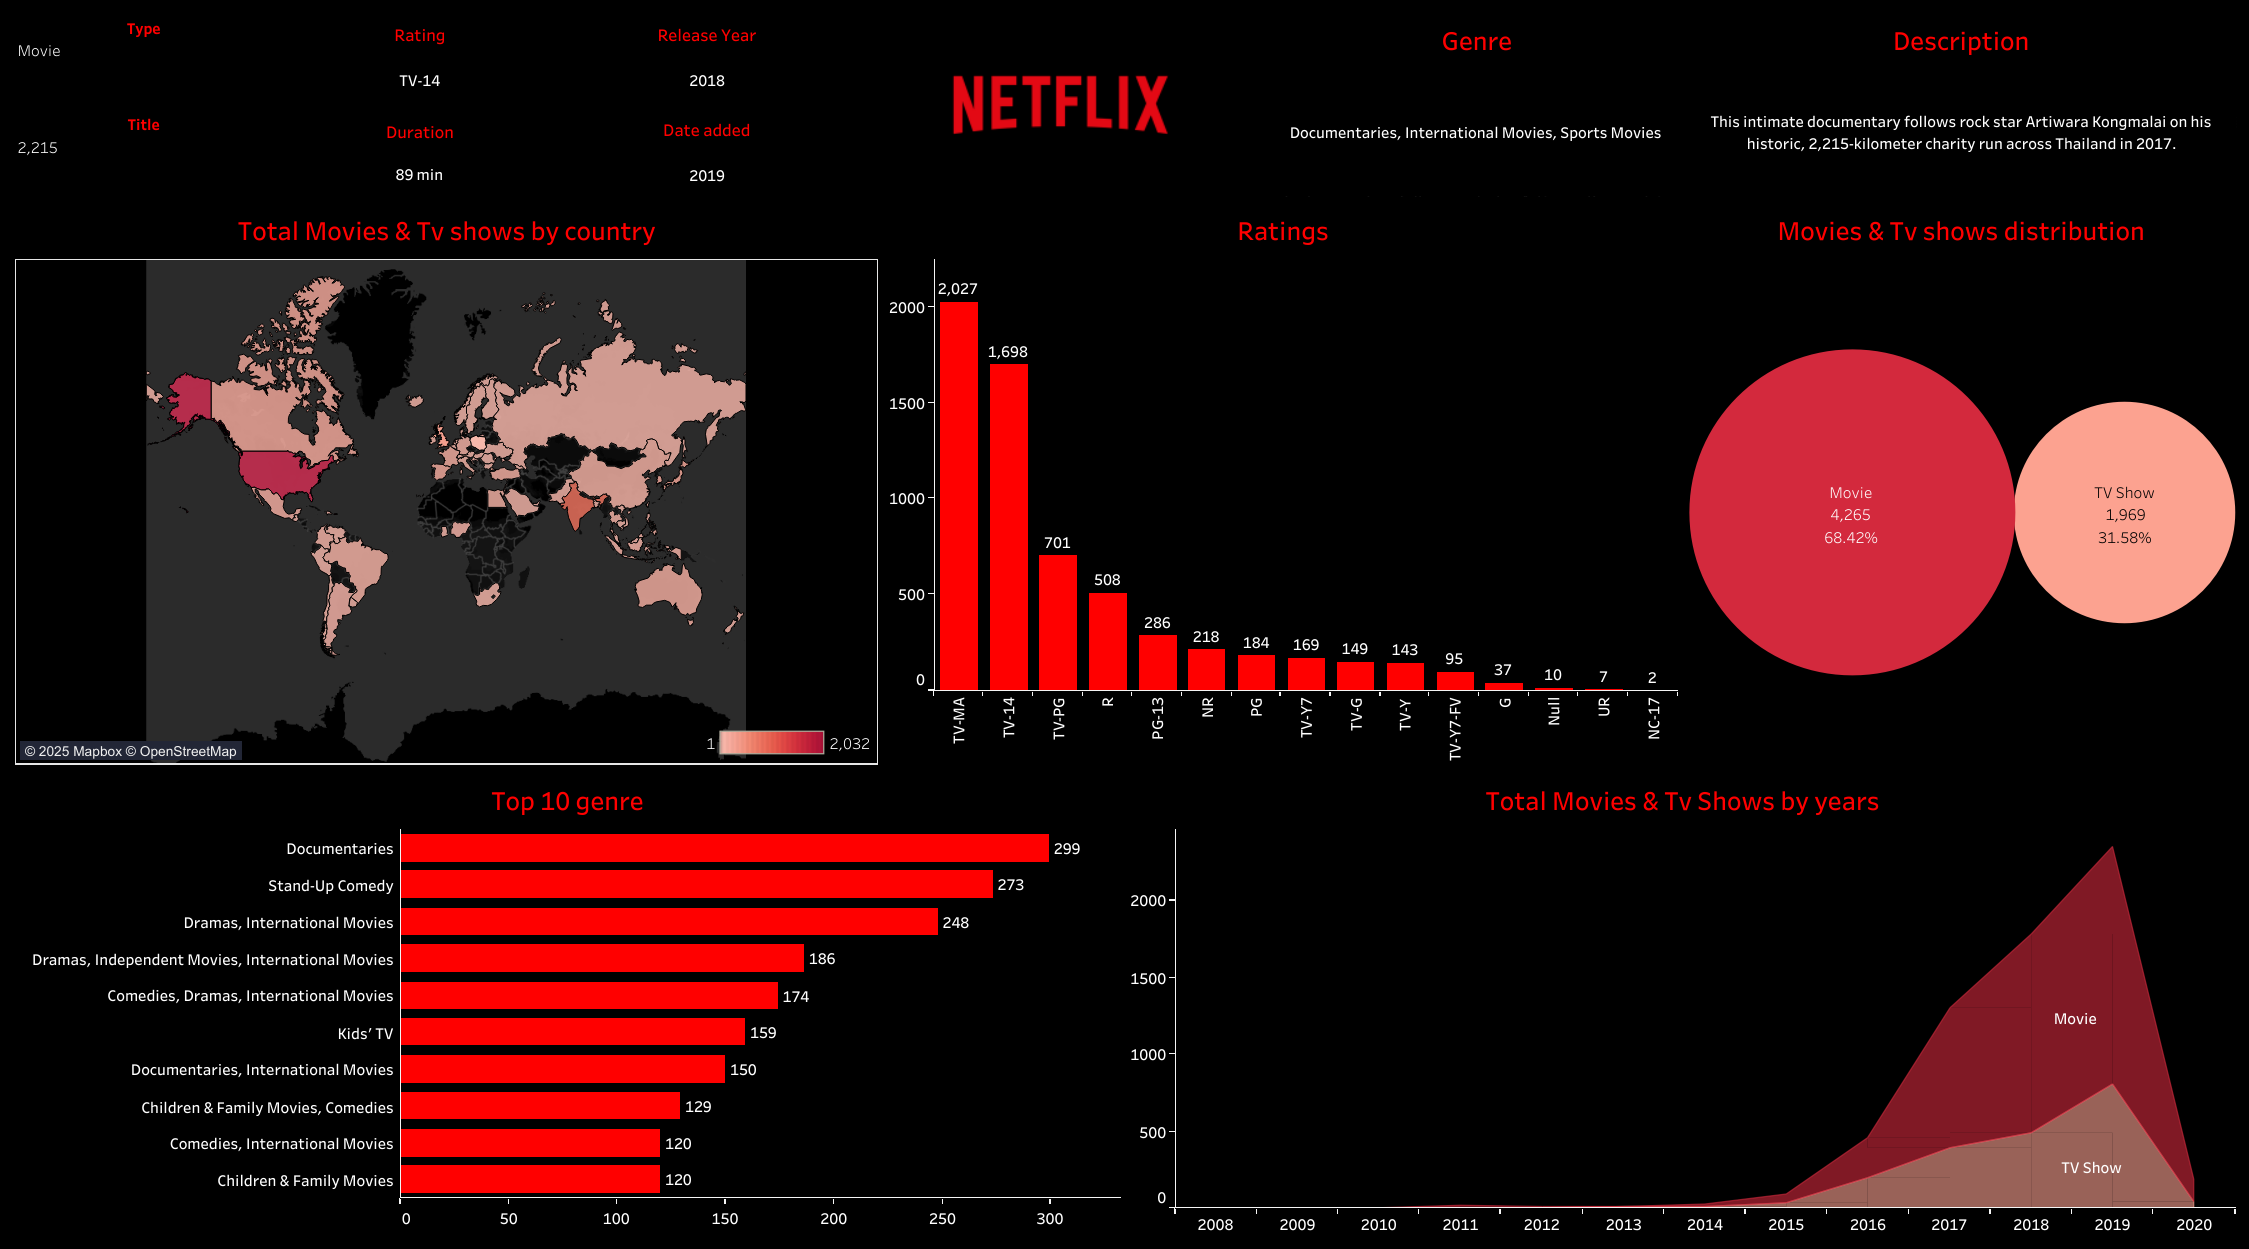 Type
Movie
Rating
TV-14
Release Year
2018
Title
2,215
Duration
89 min
Date added
2019
NETFLIX
Genre
Documentaries, International Movies, Sports Movies
Description
This intimate documentary follows rock star Artiwara Kongmalai on his
historic, 2,215-kilometer charity run across Thailand in 2017.
Total Movies & Tv shows by country
© 2025 Mapbox © OpenStreetMap
1
2,032
Ratings
2000
1500
1000
500
0
2,027
1,698
701
508
286
218
184
169
149
143
95
37
10
7
2
TV-MA
TV-14
TV-PG
R
PG-13
NR
PG
TV-Y7
TV-G
TV-Y
TV-Y7-FV
G
Null
UR
NC-17
Movies & Tv shows distribution
Movie
4,265
68.42%
TV Show
1,969
31.58%
Top 10 genre
Documentaries 299
Stand-Up Comedy 273
Dramas, International Movies 248
Dramas, Independent Movies, International Movies 186
Comedies, Dramas, International Movies 174
Kids' TV 159
Documentaries, International Movies 150
Children & Family Movies, Comedies 129
Comedies, International Movies 120
Children & Family Movies 120
0 50 100 150 200 250 300
Total Movies & Tv Shows by years
2000
1500
1000
500
0
Movie
TV Show
2008 2009 2010 2011 2012 2013 2014 2015 2016 2017 2018 2019 2020